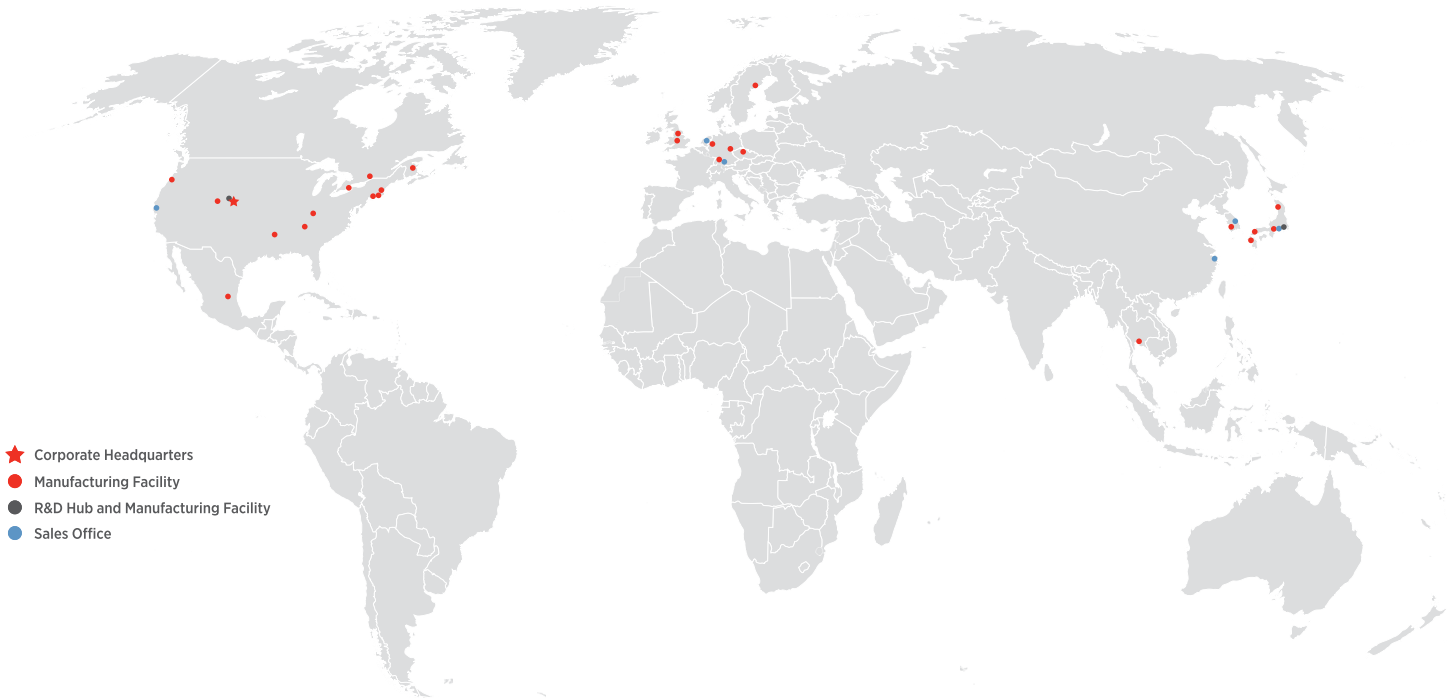 Corporate Headquarters
Manufacturing Facility
R&D Hub and Manufacturing Facility
Sales Office